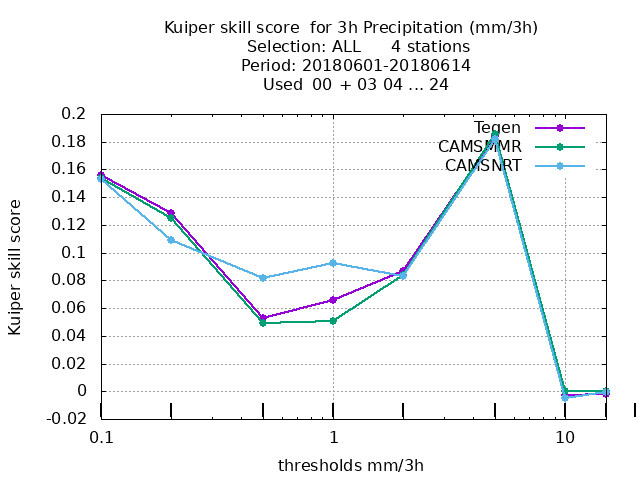 Kuiper skill score  for 3h Precipitation (mm/3h)
Selection: ALL      4 stations
Period: 20180601-20180614
Used  00 + 03 04 ... 24
Tegen
CAMSMMR
CAMSNRT
Kuiper skill score
0.2
0.18
0.16
0.14
0.12
0.1
0.08
0.06
0.04
0.02
0
-0.02
0.1
1
10
thresholds mm/3h